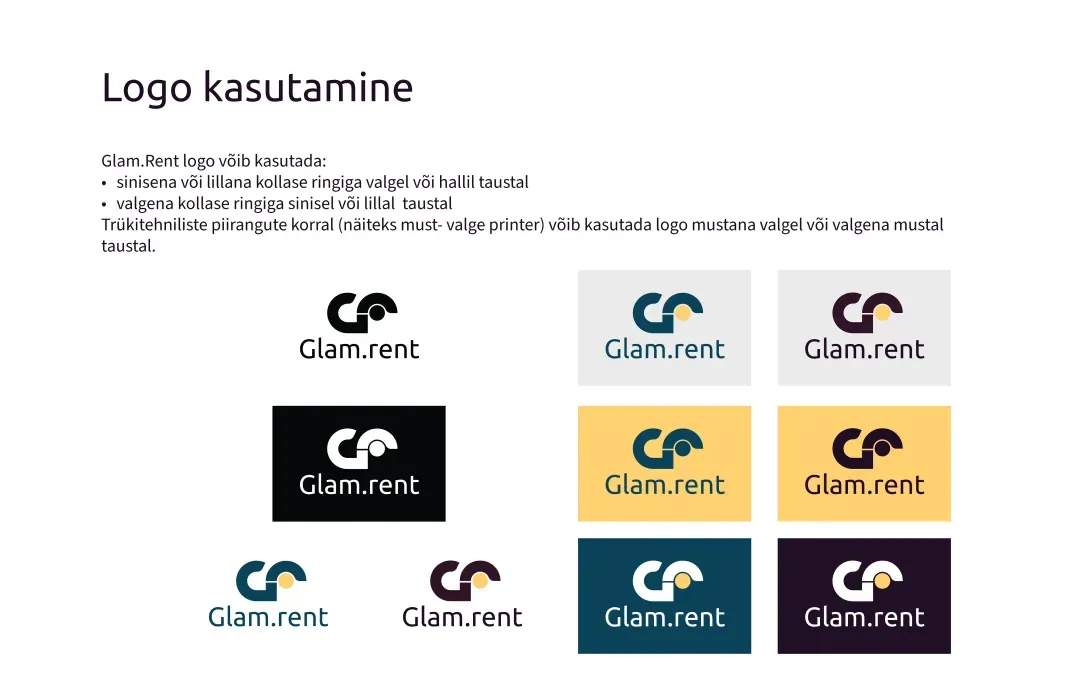 Logo kasutamine
Glam.Rent logo võib kasutada:
• sinisena või lillana kollase ringiga valgel või hallil taustal
• valgena kollase ringiga sinisel või lillal  taustal
Trükitehniliste piirangute korral (näiteks must- valge printer) võib kasutada logo mustana valgel või valgena mustal
taustal.
Glam.rent
Glam.rent
Glam.rent
Glam.rent
Glam.rent
Glam.rent
Glam.rent
Glam.rent
Glam.rent
Glam.rent